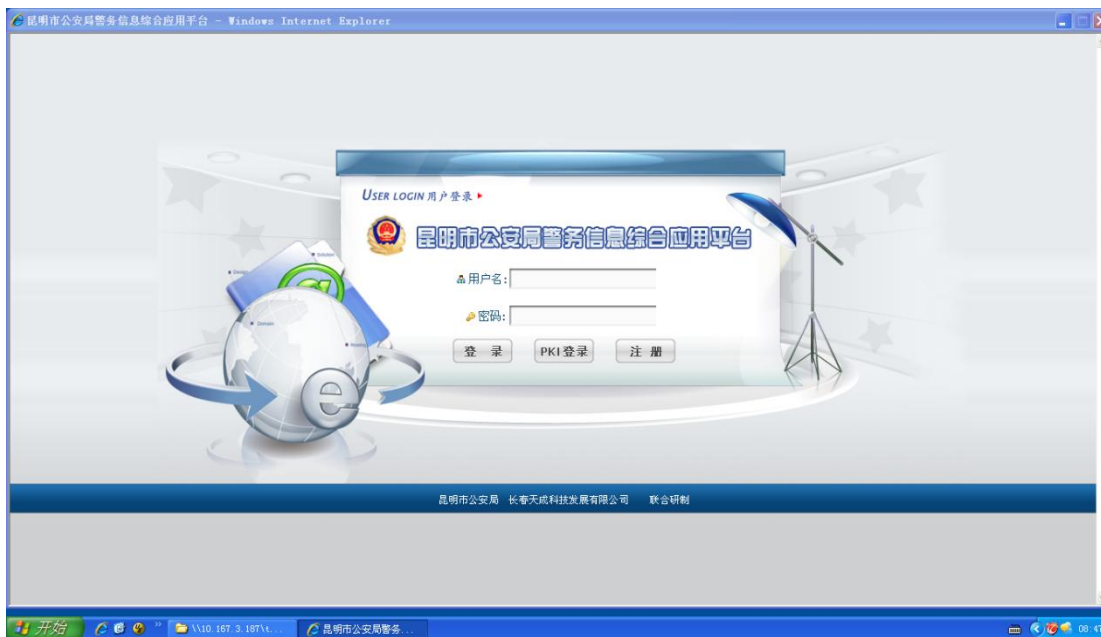 昆明市公安局警务信息综合应用平台 - Windows Internet Explorer
USER LOGIN 用户登录
昆明市公安局警务信息综合应用平台
用户名:
密码:
登 录 PKI登录 注 册
昆明市公安局 长春天成科技发展有限公司 联合研制
开始 \\10.167.3.187\t... 昆明市公安局警务... 08:47